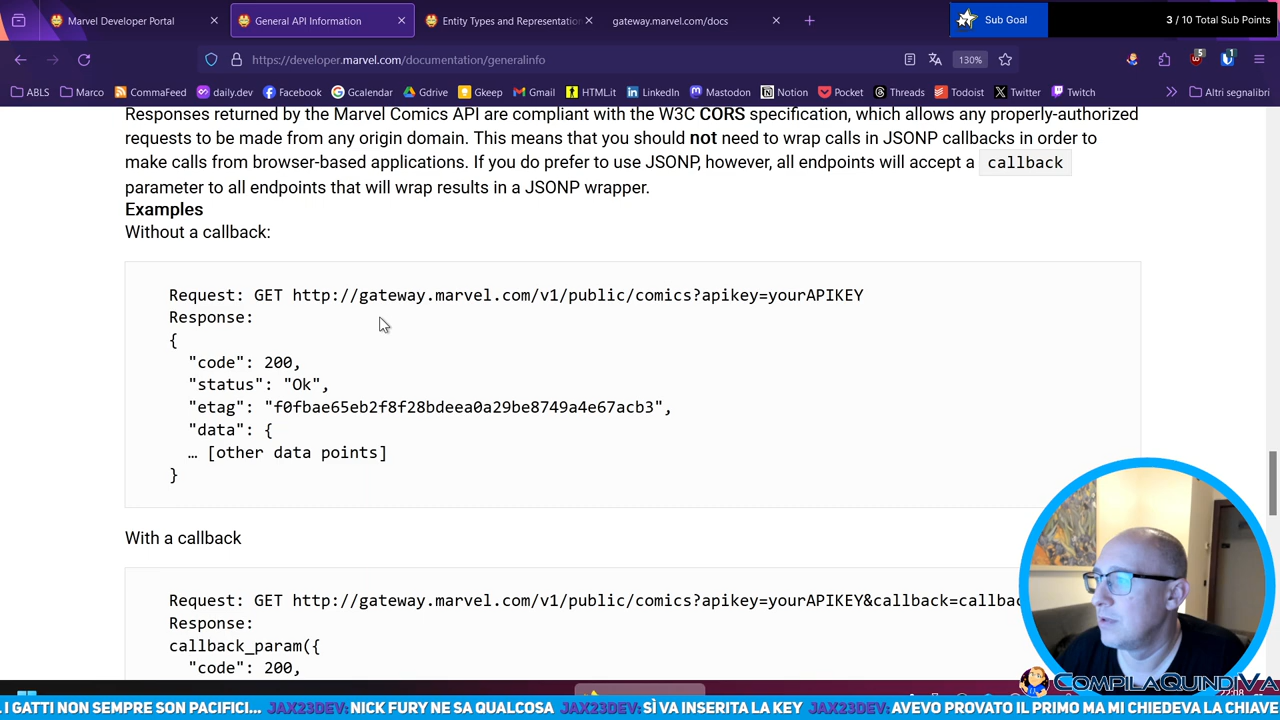 Marvel Developer Portal
General API Information
Entity Types and Representation
gateway.marvel.com/docs
Sub Goal
3 / 10 Total Sub Points
https://developer.marvel.com/documentation/generalinfo
130%
5
1
ABLS
Marco
CommaFeed
daily.dev
Facebook
Gcalendar
Gdrive
Gkeep
Gmail
HTML.it
LinkedIn
Mastodon
Notion
Pocket
Threads
Todoist
Twitter
Twitch
Altri segnalibri
Responses returned by the Marvel Comics API are compliant with the W3C CORS specification, which allows any properly-authorized
requests to be made from any origin domain. This means that you should not need to wrap calls in JSONP callbacks in order to
make calls from browser-based applications. If you do prefer to use JSONP, however, all endpoints will accept a callback
parameter to all endpoints that will wrap results in a JSONP wrapper.
Examples
Without a callback:
Request: GET http://gateway.marvel.com/v1/public/comics?apikey=yourAPIKEY
Response:
{
"code": 200,
"status": "Ok",
"etag": "f0fbae65eb2f8f28bdeea0a29be8749a4e67acb3",
"data": {
… [other data points]
}
With a callback
Request: GET http://gateway.marvel.com/v1/public/comics?apikey=yourAPIKEY&callback=callbac
Response:
callback_param({
"code": 200,
COMPILAQUINDIVA
I GATTI NON SEMPRE SON PACIFICI... JAX23DEV: NICK FURY NE SA QUALCOSA JAX23DEV: SÌ VA INSERITA LA KEY JAX23DEV: AVEVO PROVATO IL PRIMO MA MI CHIEDEVA LA CHIAVE